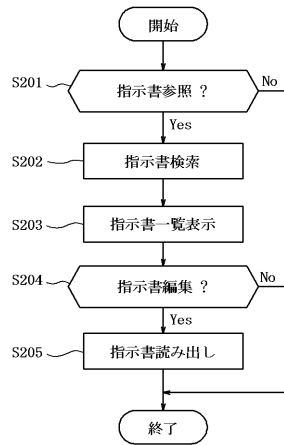 開始
S201
指示書参照 ?
No
Yes
S202
指示書検索
S203
指示書一覧表示
S204
指示書編集 ?
No
Yes
S205
指示書読み出し
終了